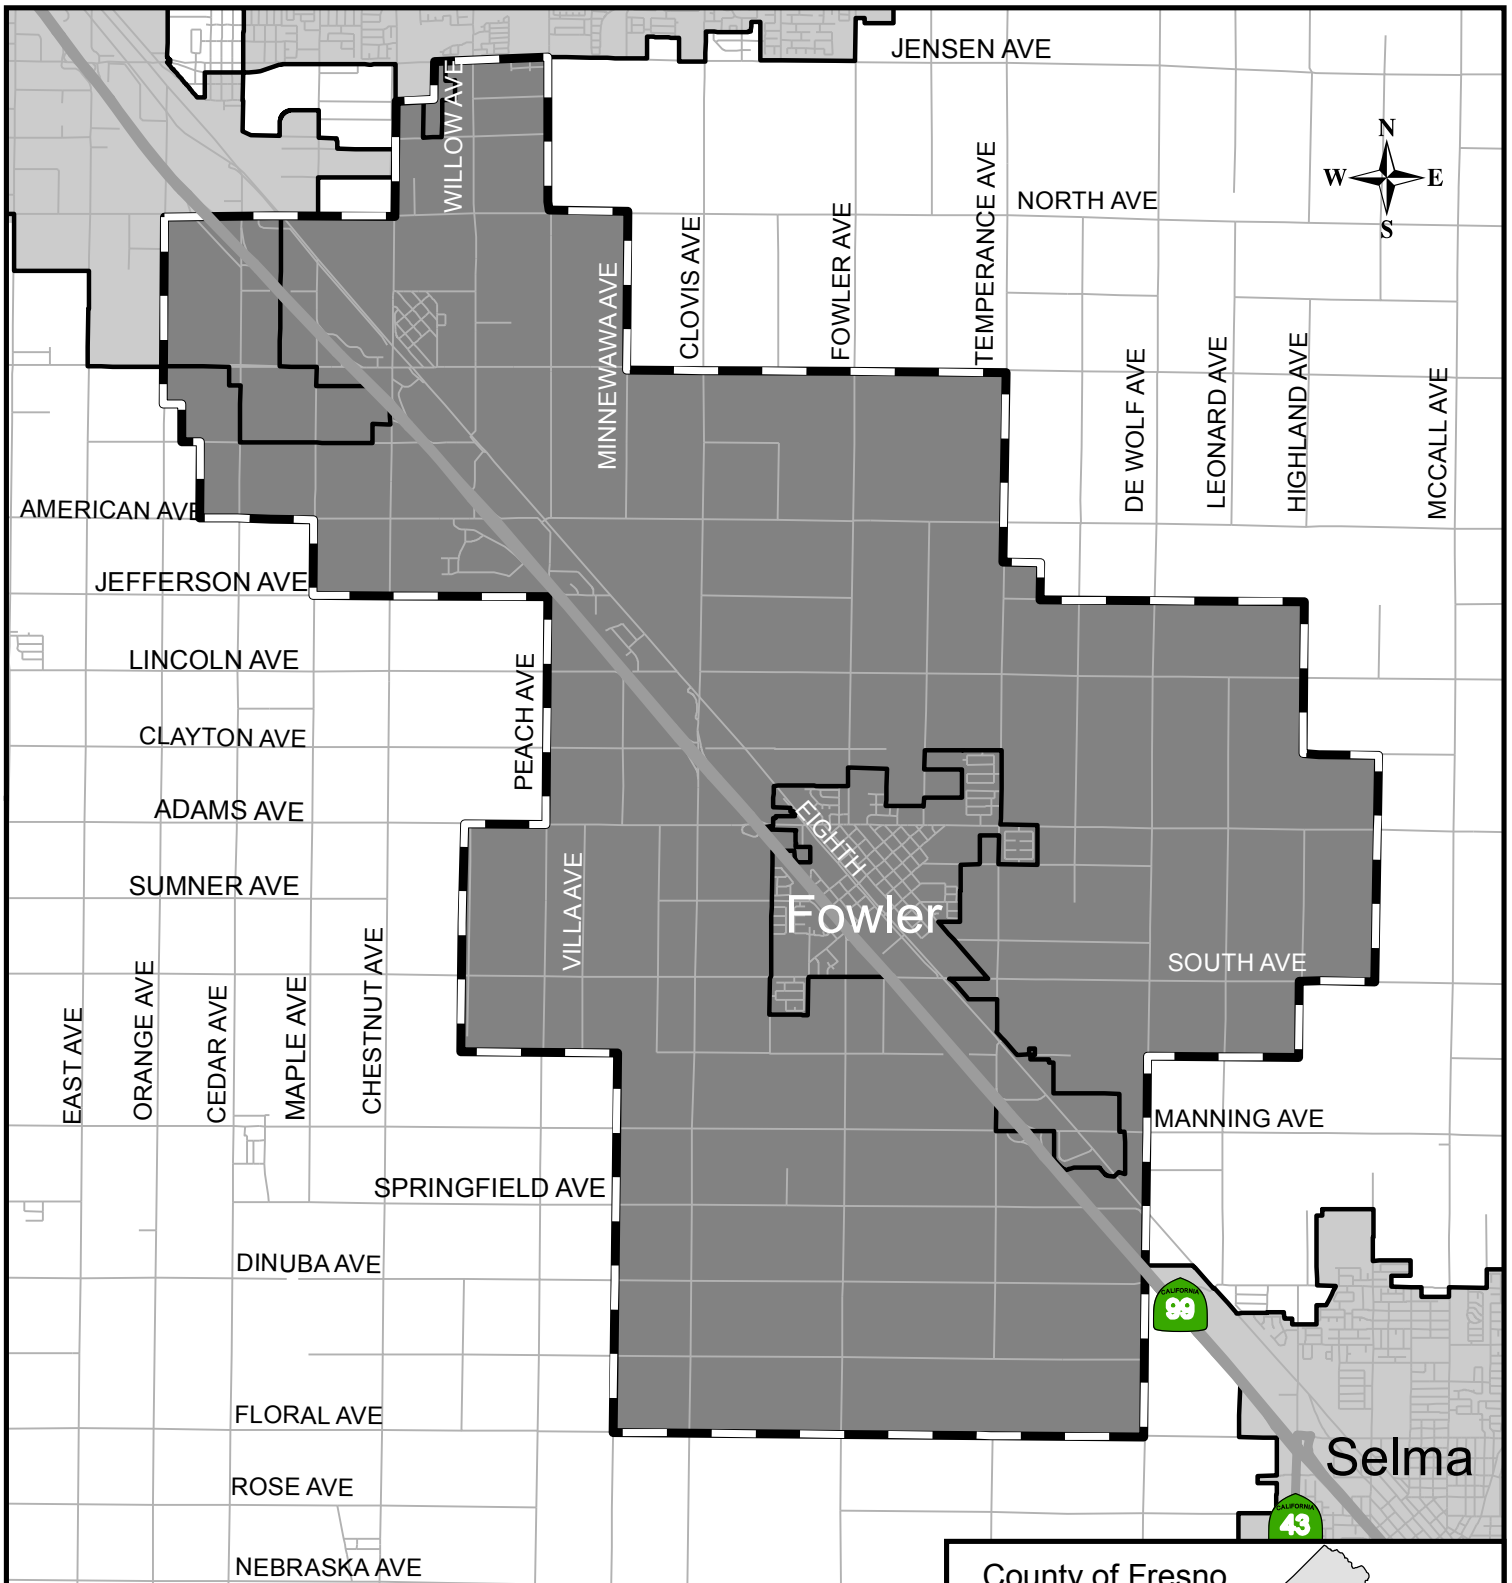 JENSEN AVE
WILLOW AVE
N
W
E
S
NORTH AVE
TEMPERANCE AVE
FOWLER AVE
CLOVIS AVE
MINNEWAWA AVE
DE WOLF AVE
LEONARD AVE
HIGHLAND AVE
MCCALL AVE
AMERICAN AVE
JEFFERSON AVE
LINCOLN AVE
PEACH AVE
CLAYTON AVE
ADAMS AVE
EIGHTH
SUMNER AVE
VILLA AVE
Fowler
SOUTH AVE
EAST AVE
ORANGE AVE
CEDAR AVE
MAPLE AVE
CHESTNUT AVE
MANNING AVE
SPRINGFIELD AVE
DINUBA AVE
CALIFORNIA
99
FLORAL AVE
Selma
ROSE AVE
CALIFORNIA
43
NEBRASKA AVE
County of Fresno